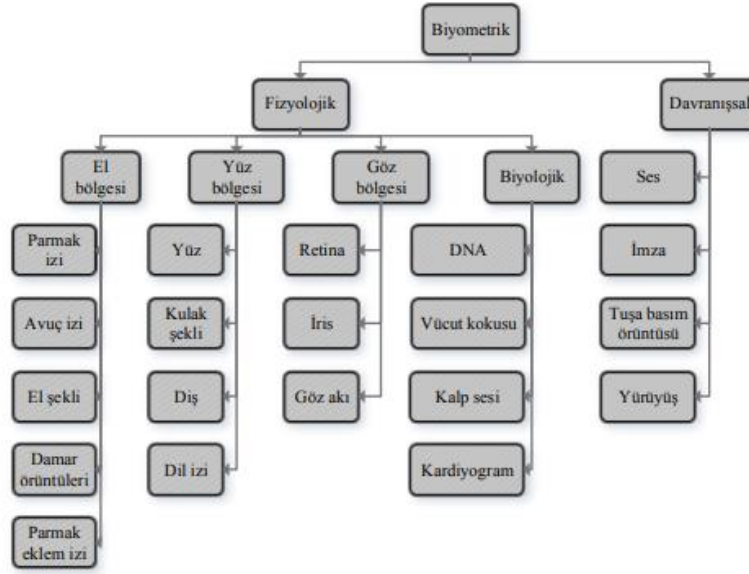 Biyometrik
Fizyolojik
Davranışsal
El
bölgesi
Yüz
bölgesi
Göz
bölgesi
Biyolojik
Ses
Parmak
izi
Yüz
Retina
DNA
İmza
Avuç izi
Kulak
şekli
İris
Vücut kokusu
Tuşa basım
örüntüsü
El şekli
Diş
Göz akı
Kalp sesi
Yürüyüş
Damar
örüntüleri
Dil izi
Kardiyogram
Parmak
eklem izi